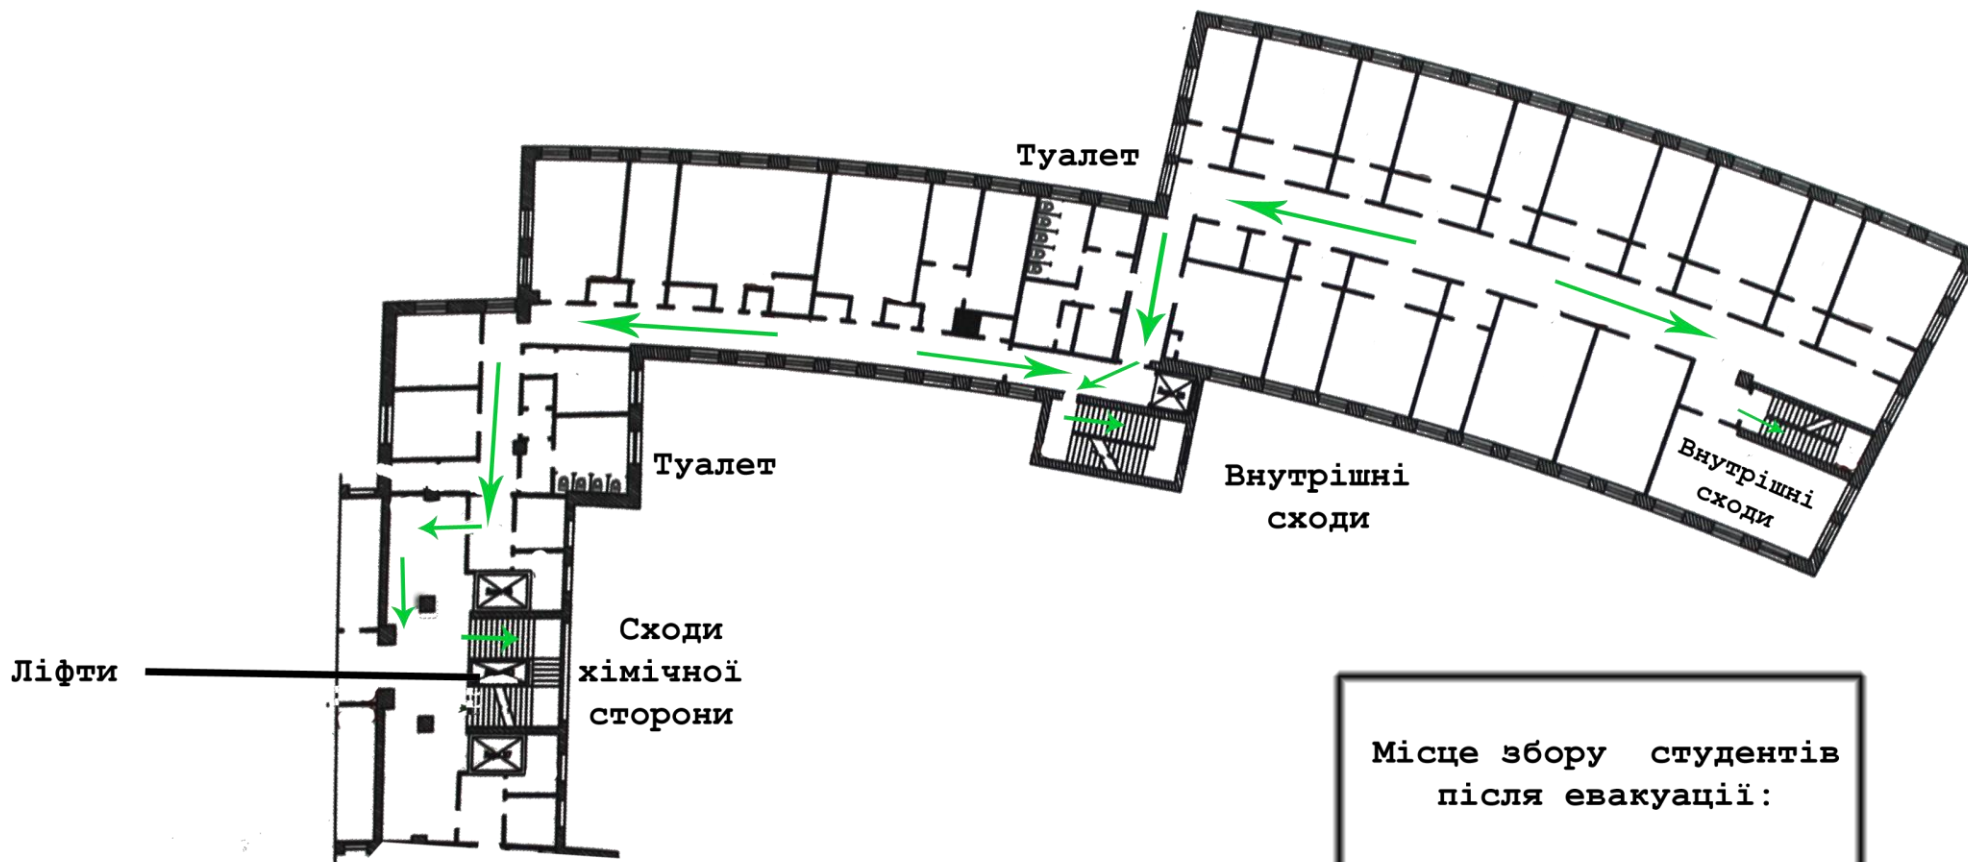 Туалет
Туалет
Внутрішні
сходи
Внутрішні
сходи
Сходи
хімічної
сторони
Ліфти
Місце збору студентів
після евакуації: